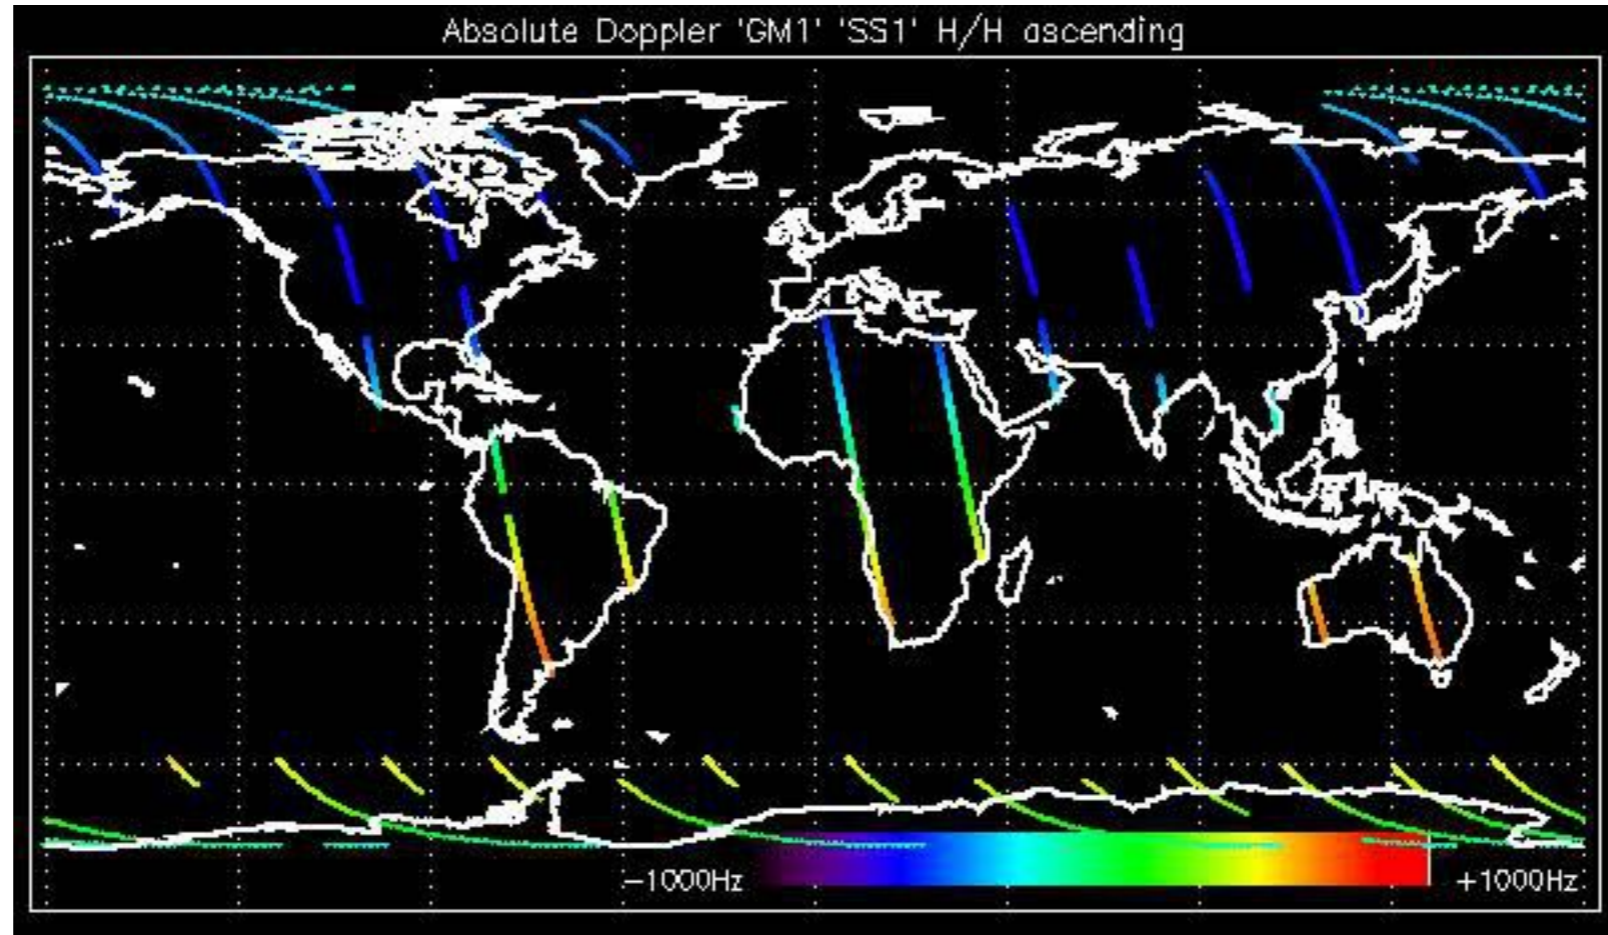 Absolute Doppler 'GM1' 'SS1' H/H ascending
−1000Hz +1000Hz